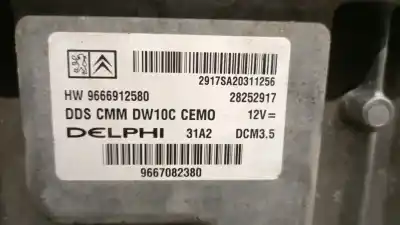 2917SA20311256
HW 9666912580
28252917
DDS CMM DW10C CEMO
12V=
DELPHI
31A2
DCM3.5
9667082380